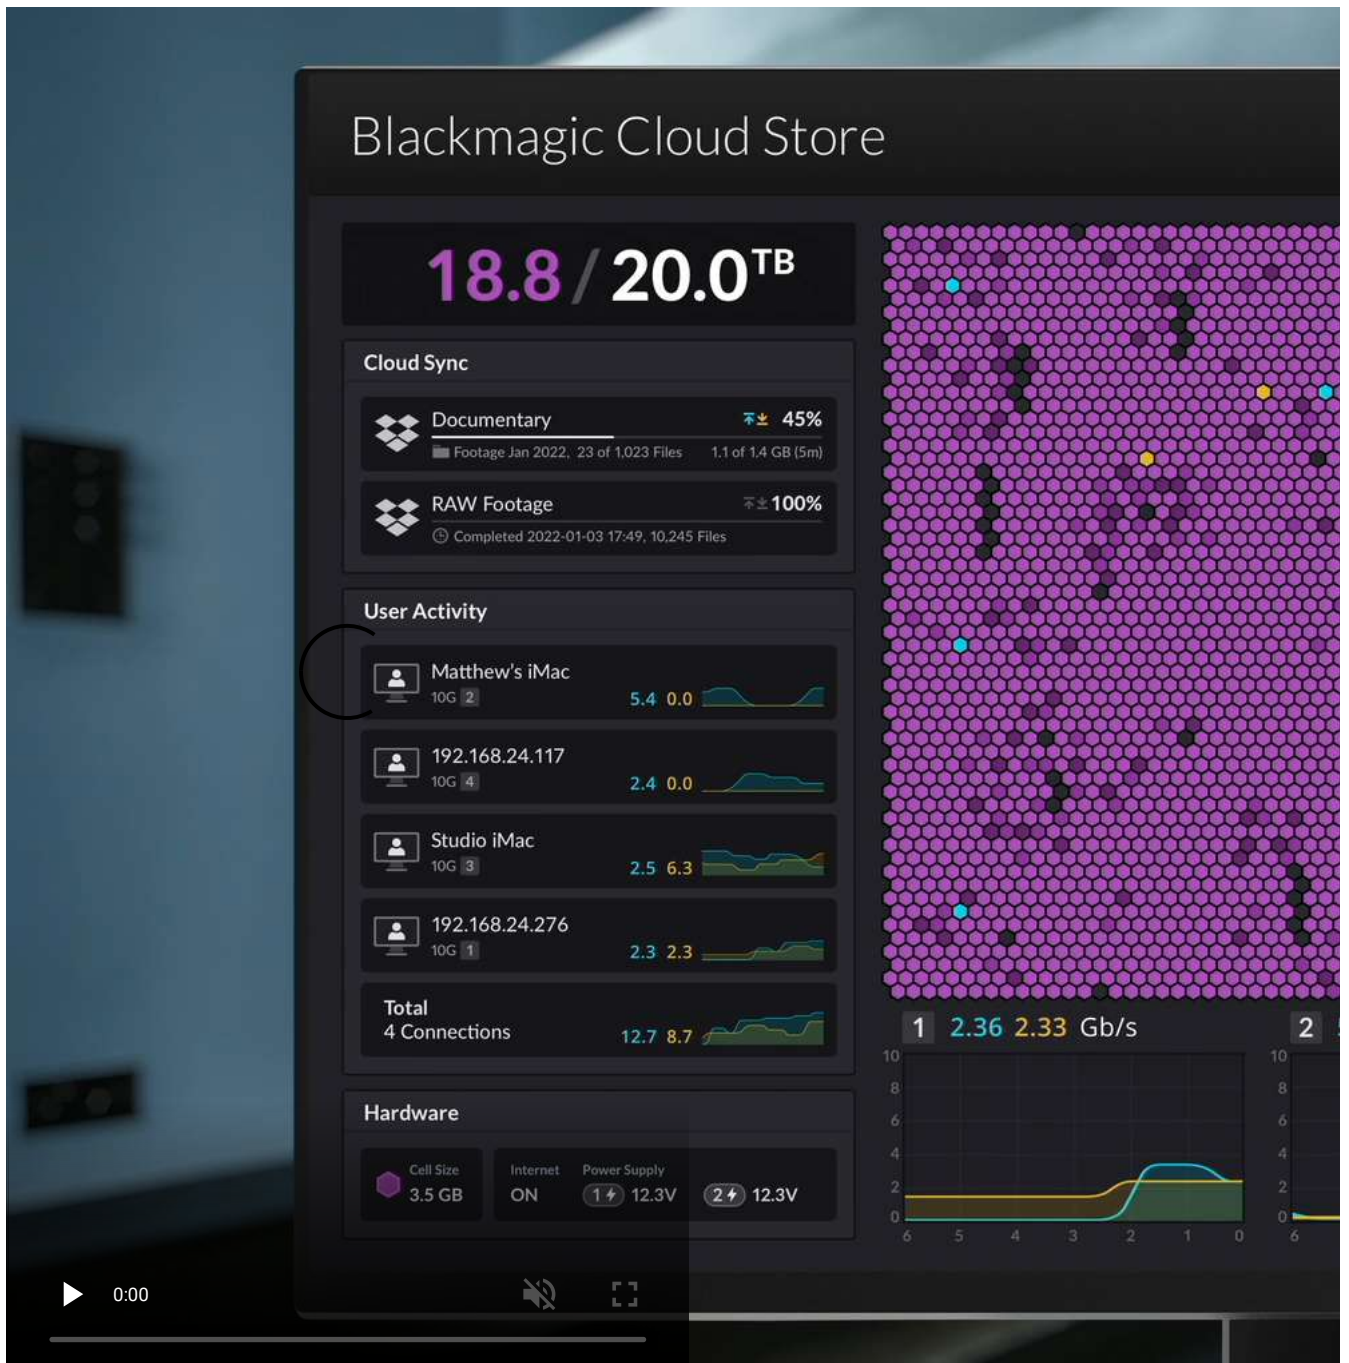 Blackmagic Cloud Store
18.8/20.0TB
Cloud Sync
Documentary 45%
Footage Jan 2022, 23 of 1,023 Files 1.1 of 1.4 GB (5m)
RAW Footage 100%
Completed 2022-01-03 17:49, 10,245 Files
User Activity
Matthew's iMac
10G 2 5.4 0.0
192.168.24.117
10G 4 2.4 0.0
Studio iMac
10G 3 2.5 6.3
192.168.24.276
10G 1 2.3 2.3
Total
4 Connections 12.7 8.7
Hardware
Cell Size
3.5 GB
Internet
ON
Power Supply
1 12.3V 2 12.3V
1 2.36 2.33 Gb/s
10
8
6
4
2
0
6 5 4 3 2 1 0
2
10
8
6
4
2
0
6
0:00